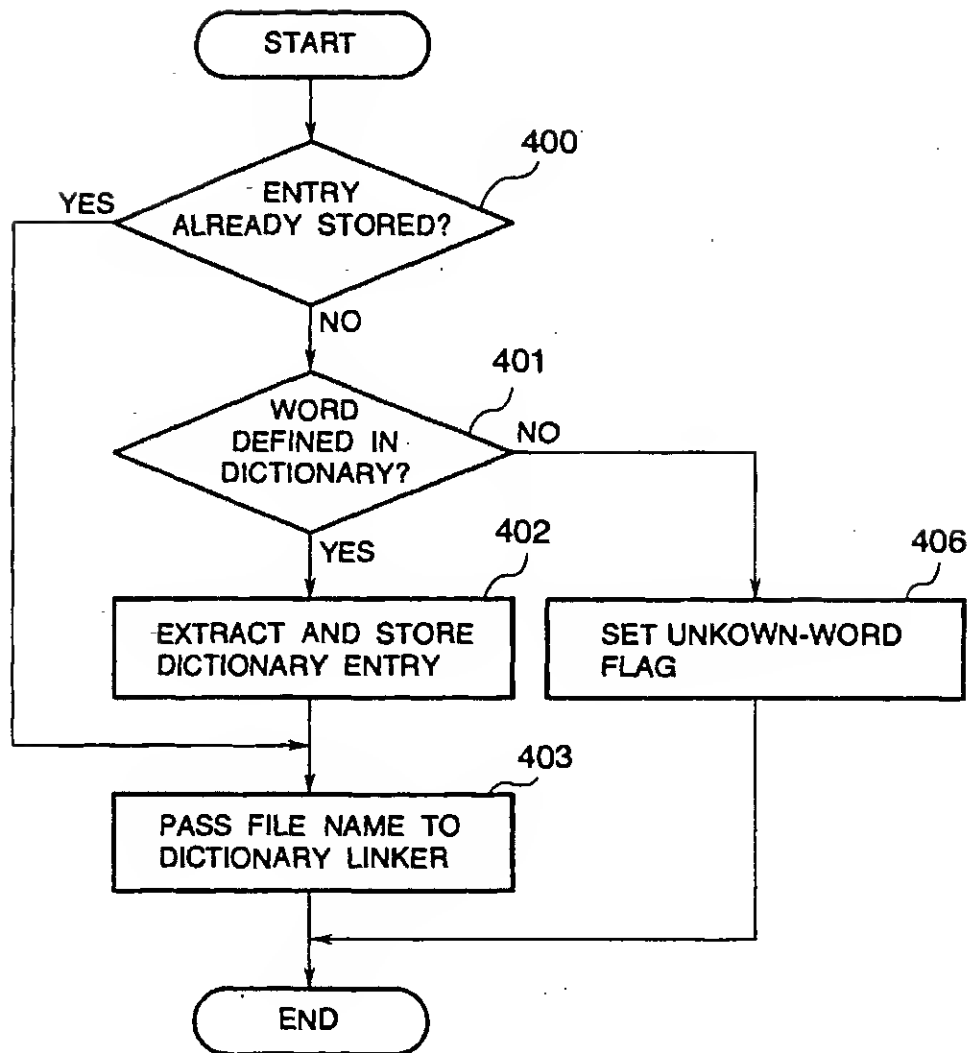 START
400
ENTRY
YES
ALREADY STORED?
NO
401
WORD
DEFINED IN
NO
DICTIONARY?
YES
402
406
EXTRACT AND STORE
DICTIONARY ENTRY
SET UNKOWN-WORD
FLAG
403
PASS FILE NAME TO
DICTIONARY LINKER
END